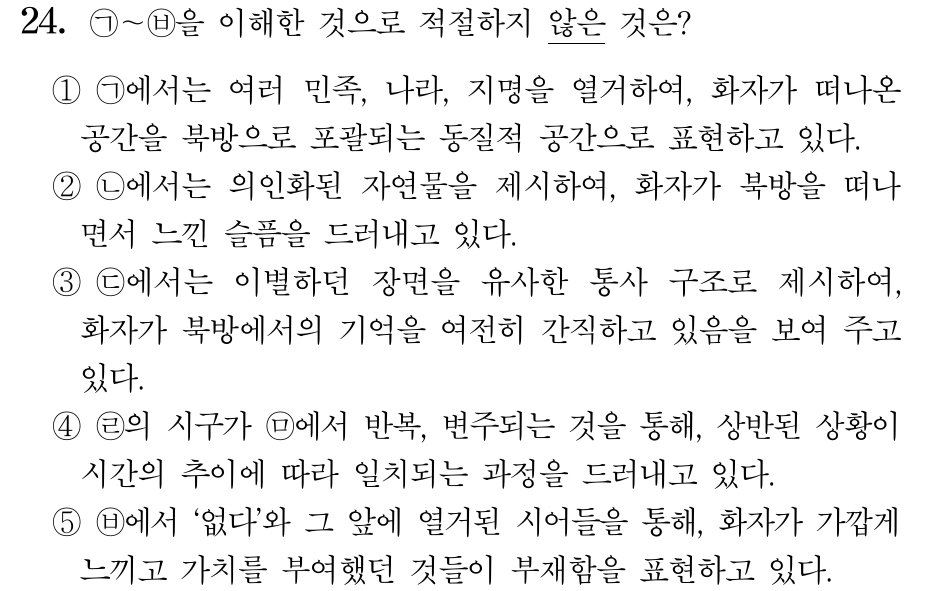 24. ㉠～㉥을 이해한 것으로 적절하지 않은 것은?
① ㉠에서는 여러 민족, 나라, 지명을 열거하여, 화자가 떠나온
공간을 북방으로 포괄되는 동질적 공간으로 표현하고 있다.
② ㉡에서는 의인화된 자연물을 제시하여, 화자가 북방을 떠나
면서 느낀 슬픔을 드러내고 있다.
③ ㉢에서는 이별하던 장면을 유사한 통사 구조로 제시하여,
화자가 북방에서의 기억을 여전히 간직하고 있음을 보여 주고
있다.
④ ㉣의 시구가 ㉤에서 반복, 변주되는 것을 통해, 상반된 상황이
시간의 추이에 따라 일치되는 과정을 드러내고 있다.
⑤ ㉥에서 ‘없다’와 그 앞에 열거된 시어들을 통해, 화자가 가깝게
느끼고 가치를 부여했던 것들이 부재함을 표현하고 있다.